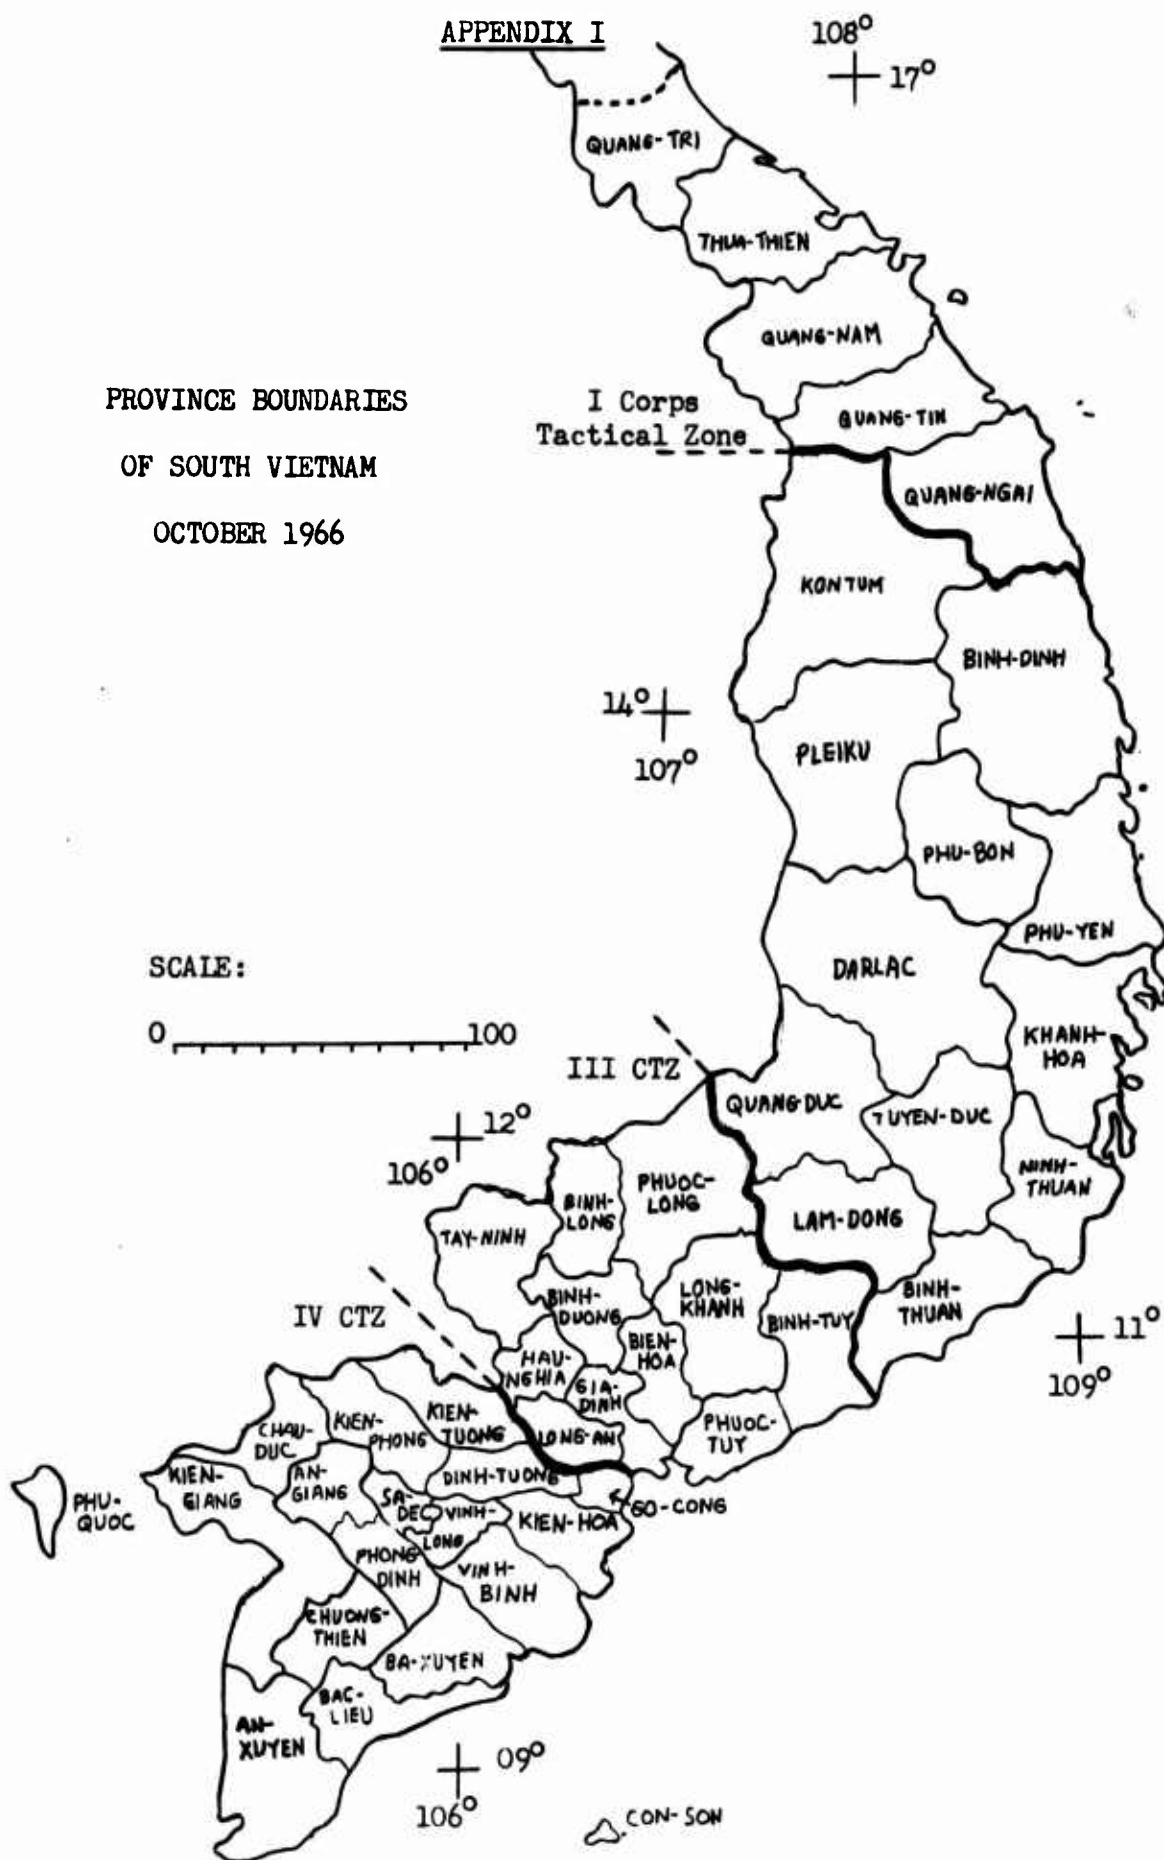 APPENDIX I
108°
17°
QUANG-TRI
THUA-THIEN
QUANG-NAM
PROVINCE BOUNDARIES
OF SOUTH VIETNAM
OCTOBER 1966
I Corps
Tactical Zone
QUANG-TIN
QUANG-NGAI
KONTUM
BINH-DINH
14°
107°
PLEIKU
PHU-BON
PHU-YEN
DARLAC
SCALE:
0 100
KHANH-
HOA
III CTZ
QUANG-DUC
TUYEN-DUC
12°
106°
NINH-
THUAN
PHUOC-
LONG
BINH-
LONG
LAM-DONG
TAY-NINH
BINH-
DUONG
LONG-
KHANH
BINH-TUY
BINH-
THUAN
IV CTZ
BIEN-
HOA
11°
109°
HAU-
NGHIA
GIA-
DINH
PHUOC-
TUY
KIEN-
TUONG
LONG-AN
KIEN-
PHONG
CHAU-
DUC
DINH-TUONG
KIEN-
GIANG
AN-
GIANG
SA-
DEC
VINH-
LONG
GO-CONG
KIEN-HOA
PHU-
QUOC
PHONG
DINH
VINH-
BINH
CHUONG-
THIEN
BA-XUYEN
BAC-
LIEU
AN-
XUYEN
09°
106°
CON-SON